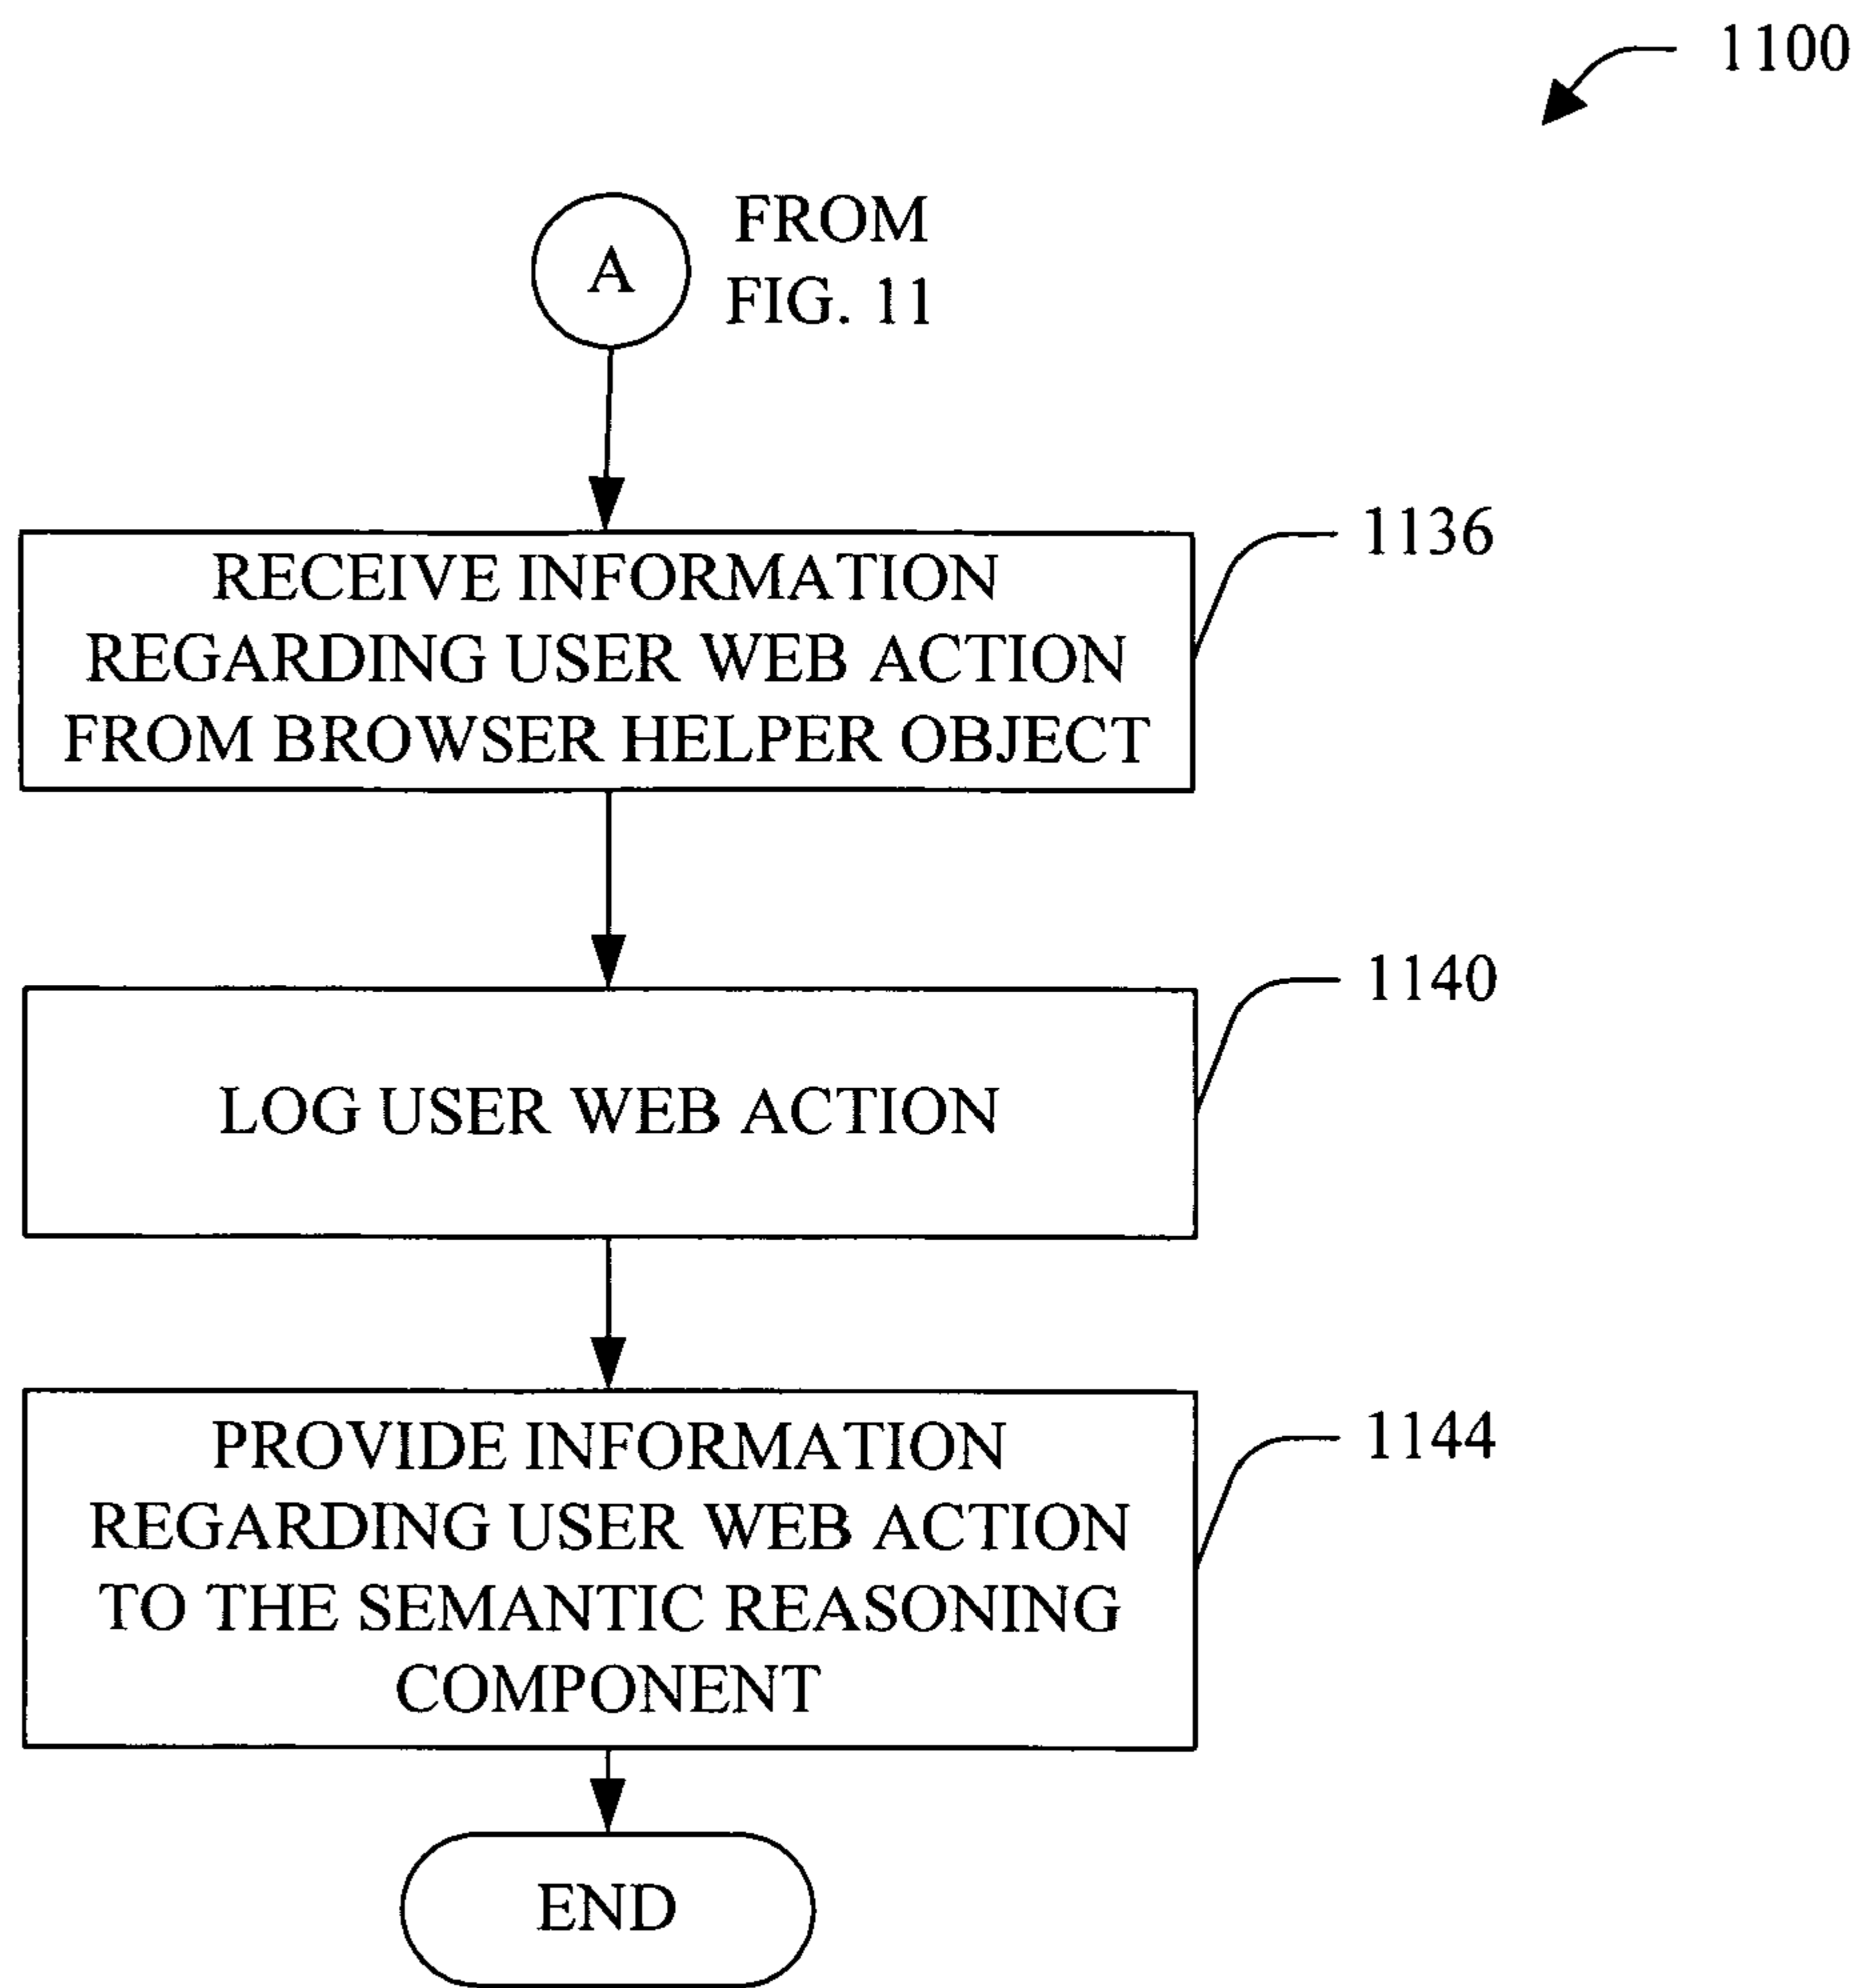 1100
A
FROM
FIG. 11
RECEIVE INFORMATION
REGARDING USER WEB ACTION
FROM BROWSER HELPER OBJECT
1136
LOG USER WEB ACTION
1140
PROVIDE INFORMATION
REGARDING USER WEB ACTION
TO THE SEMANTIC REASONING
COMPONENT
1144
END